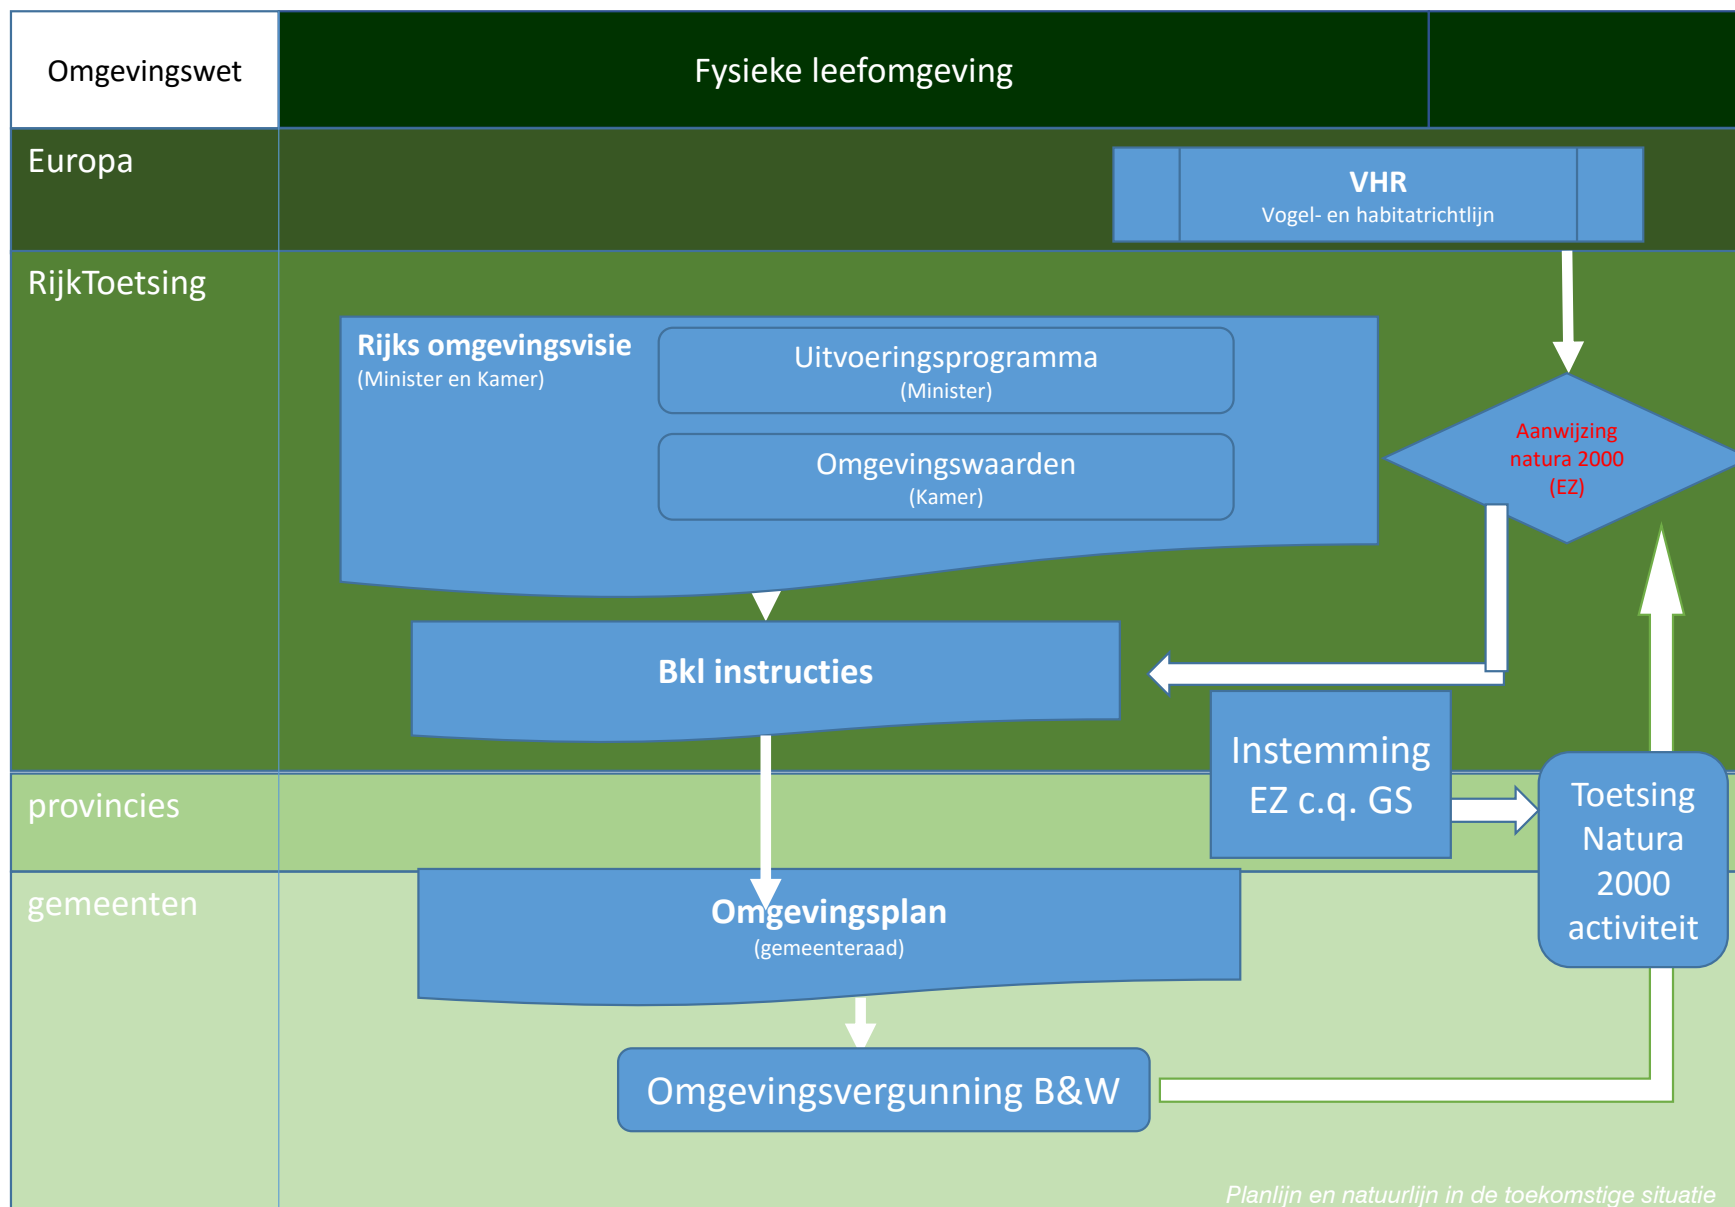 Omgevingswet
Fysieke leefomgeving
Europa
VHR
Vogel- en habitatrichtlijn
RijkToetsing
Rijks omgevingsvisie
(Minister en Kamer)
Uitvoeringsprogramma
(Minister)
Omgevingswaarden
(Kamer)
Aanwijzing
natura 2000
(EZ)
Bkl instructies
Instemming
EZ c.q. GS
provincies
Toetsing
Natura
2000
activiteit
gemeenten
Omgevingsplan
(gemeenteraad)
Omgevingsvergunning B&W
Planlijn en natuurlijn in de toekomstige situatie